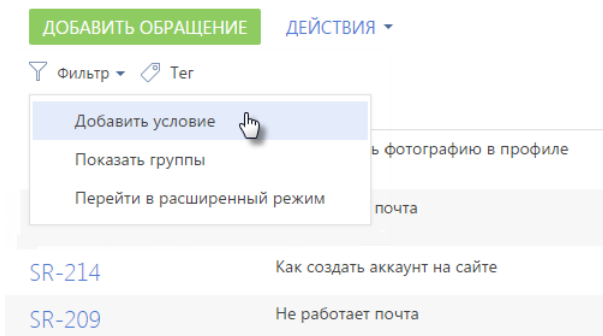 ДОБАВИТЬ ОБРАЩЕНИЕ ДЕЙСТВИЯ
Фильтр Тег
Добавить условие
Показать группы
ь фотографию в профиле
Перейти в расширенный режим
почта
SR-214 Как создать аккаунт на сайте
SR-209 Не работает почта